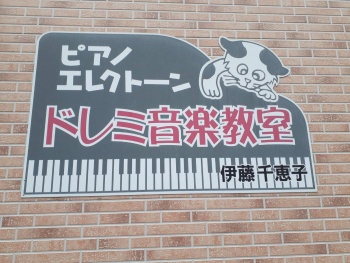 ピアノ
エレクトーン
ドレミ音楽教室
伊藤千恵子